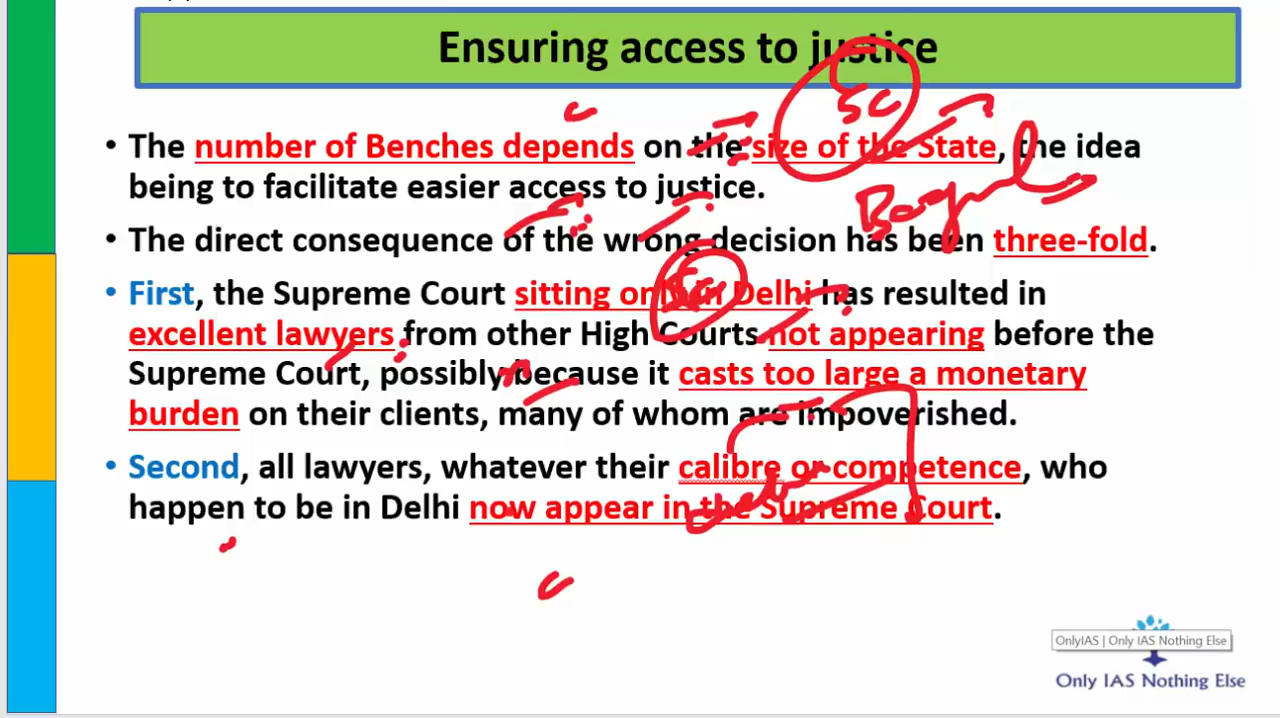 Ensuring access to justice
SC
• The number of Benches depends on the size of the State, the idea
being to facilitate easier access to justice.
• The direct consequence of the wrong decision has been three-fold.
• First, the Supreme Court sitting only in Delhi has resulted in
excellent lawyers from other High Courts not appearing before the
Supreme Court, possibly because it casts too large a monetary
burden on their clients, many of whom are impoverished.
• Second, all lawyers, whatever their calibre or competence, who
happen to be in Delhi now appear in the Supreme Court.
OnlyIAS | Only IAS Nothing Else
Only IAS Nothing Else